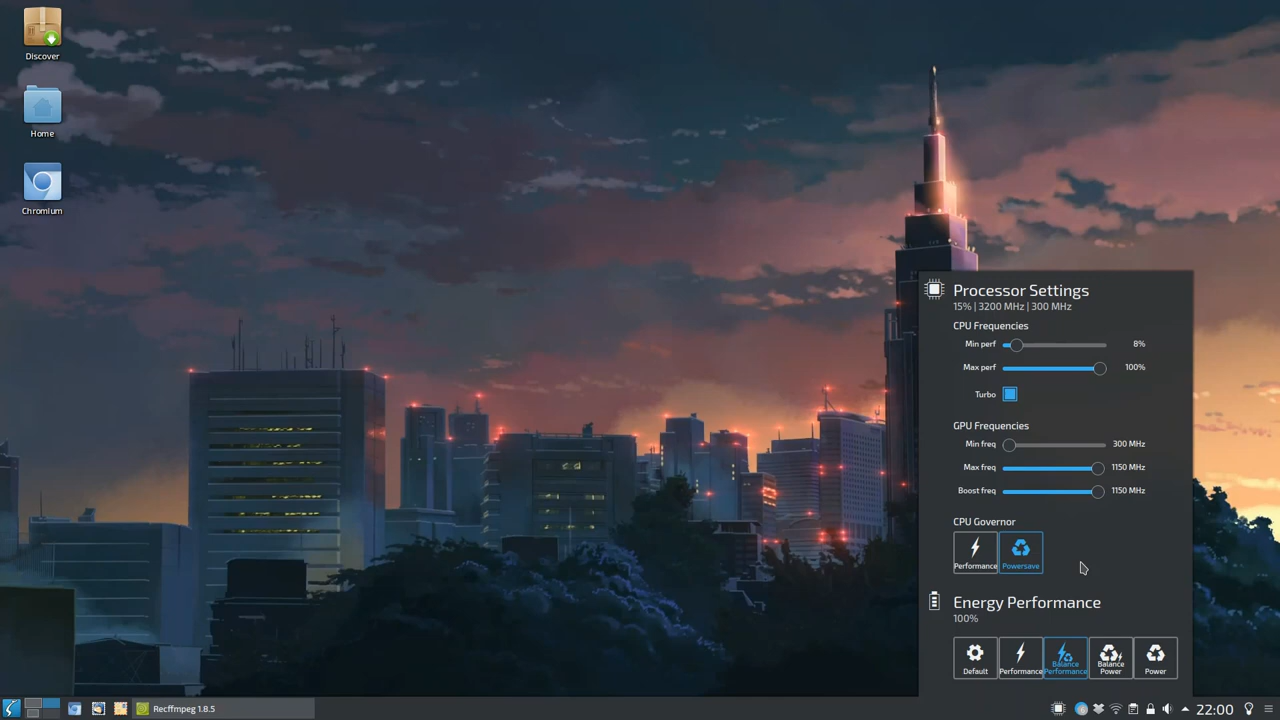 Discover
Home
Chromium
Processor Settings
15% | 3200 MHz | 300 MHz
CPU Frequencies
Min perf 8%
Max perf 100%
Turbo
GPU Frequencies
Min freq 300 MHz
Max freq 1150 MHz
Boost freq 1150 MHz
CPU Governor
Performance Powersave
Energy Performance
100%
Default Performance Balance Performance Balance Power Power
Recffmpeg 1.8.5
22:00